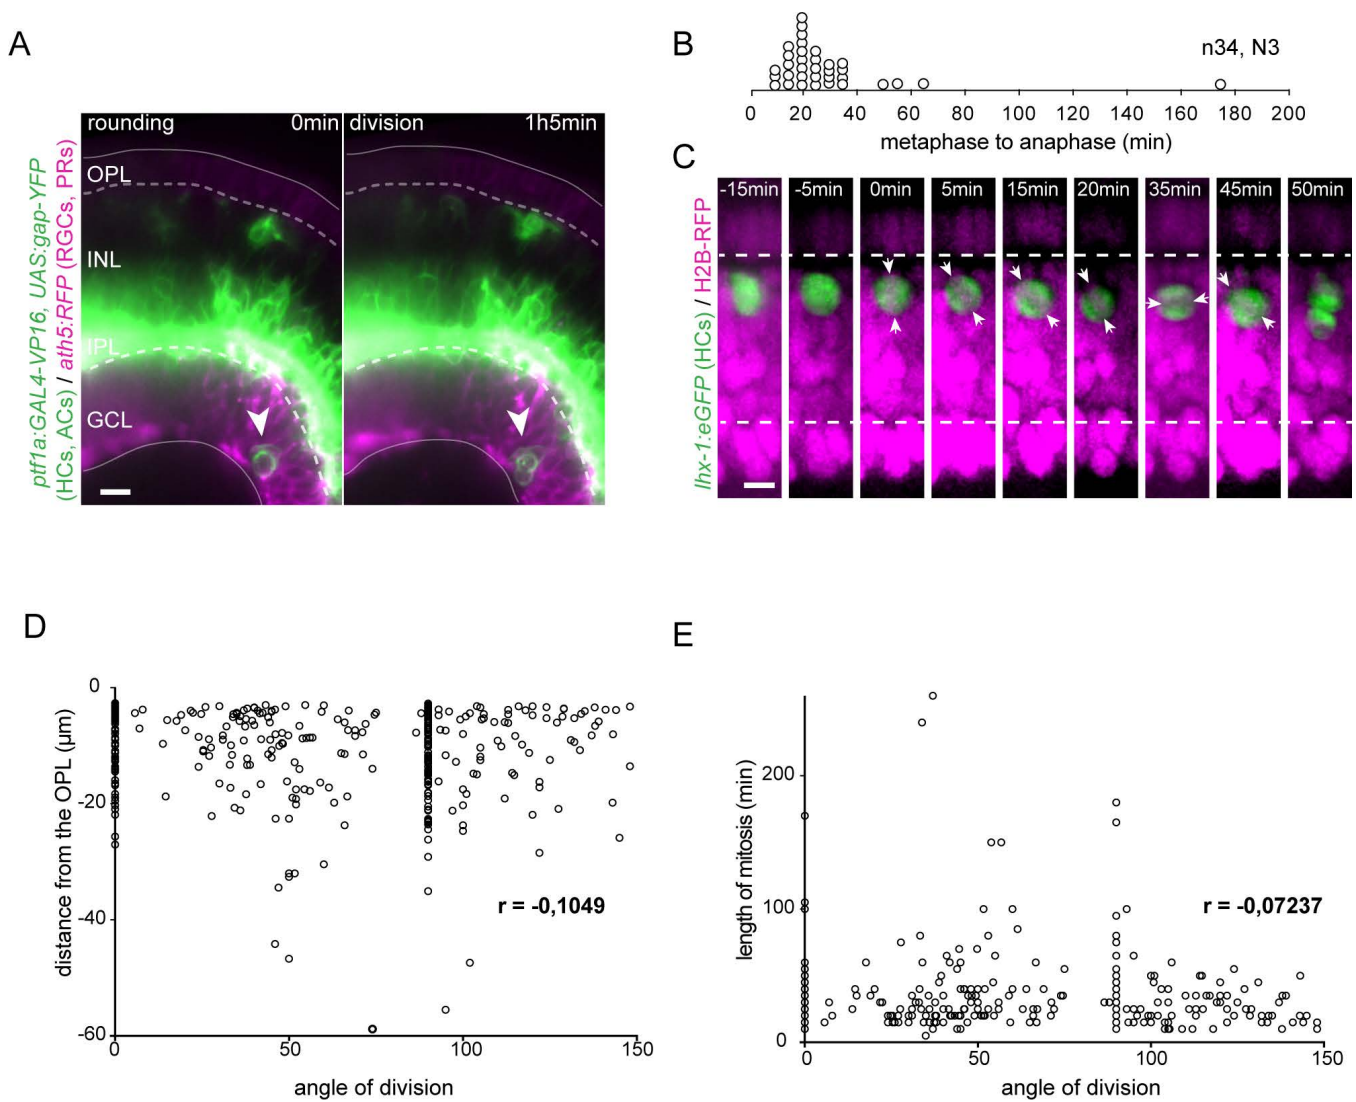 A
ptf1a:GAL4-VP16, UAS:gap-YFP
(HCs, ACs) / ath5:RFP (RGCs, PRs)
rounding 0min
division 1h5min
OPL
INL
IPL
GCL
B
n34, N3
0 20 40 60 80 100 120 140 160 180 200
metaphase to anaphase (min)
C
lhx-1:eGFP (HCs) / H2B-RFP
-15min -5min 0min 5min 15min 20min 35min 45min 50min
D
distance from the OPL (µm)
0
-20
-40
-60
r = -0,1049
0 50 100 150
angle of division
E
length of mitosis (min)
200
100
0
r = -0,07237
0 50 100 150
angle of division